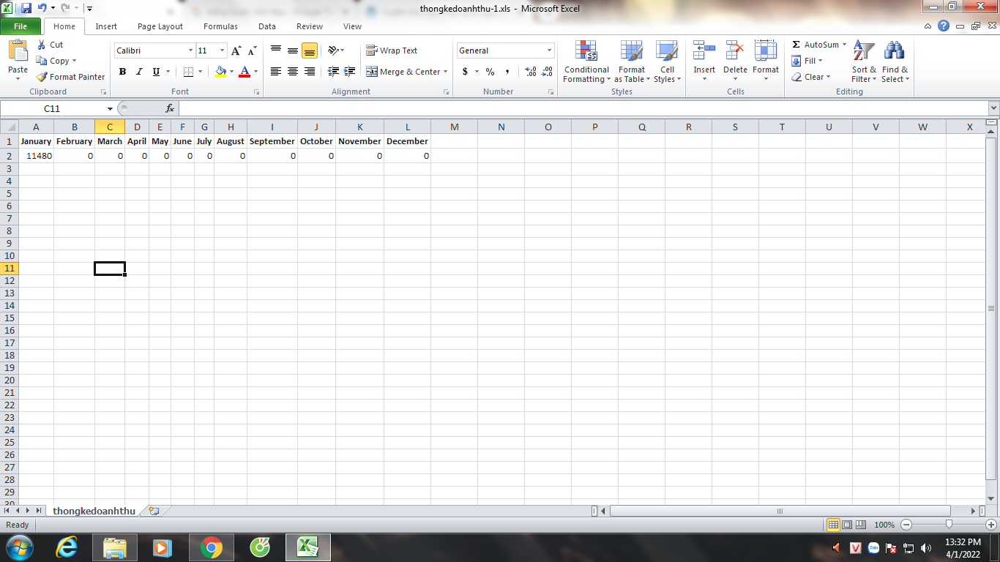 thongkedoanhthu-1.xls - Microsoft Excel
File Home Insert Page Layout Formulas Data Review View
Paste Cut Copy Format Painter Clipboard
Calibri 11 A A B I U A Font
Wrap Text Merge & Center Alignment
General $ % , .00 .0 Number
Conditional Formatting Format as Table Cell Styles Styles
Insert Delete Format Cells
Σ AutoSum Fill Clear Sort & Filter Find & Select Editing
C11 fx
A B C D E F G H I J K L M N O P Q R S T U V W X
1 January February March April May June July August September October November December
2 11480 0 0 0 0 0 0 0 0 0 0 0
3
4
5
6
7
8
9
10
11
12
13
14
15
16
17
18
19
20
21
22
23
24
25
26
27
28
29
30
thongkedoanhthu
Ready 100%
V Zalo 13:32 PM
4/1/2022